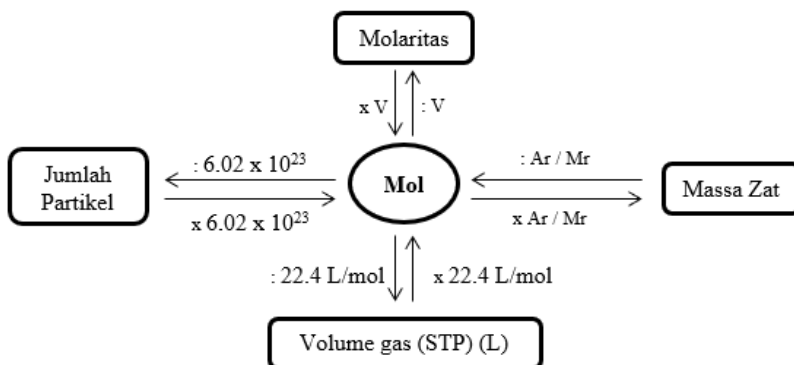 Molaritas
x V
: V
: 6.02 x 10²³
: Ar / Mr
Jumlah
Partikel
Mol
Massa Zat
x 6.02 x 10²³
x Ar / Mr
: 22.4 L/mol
x 22.4 L/mol
Volume gas (STP) (L)